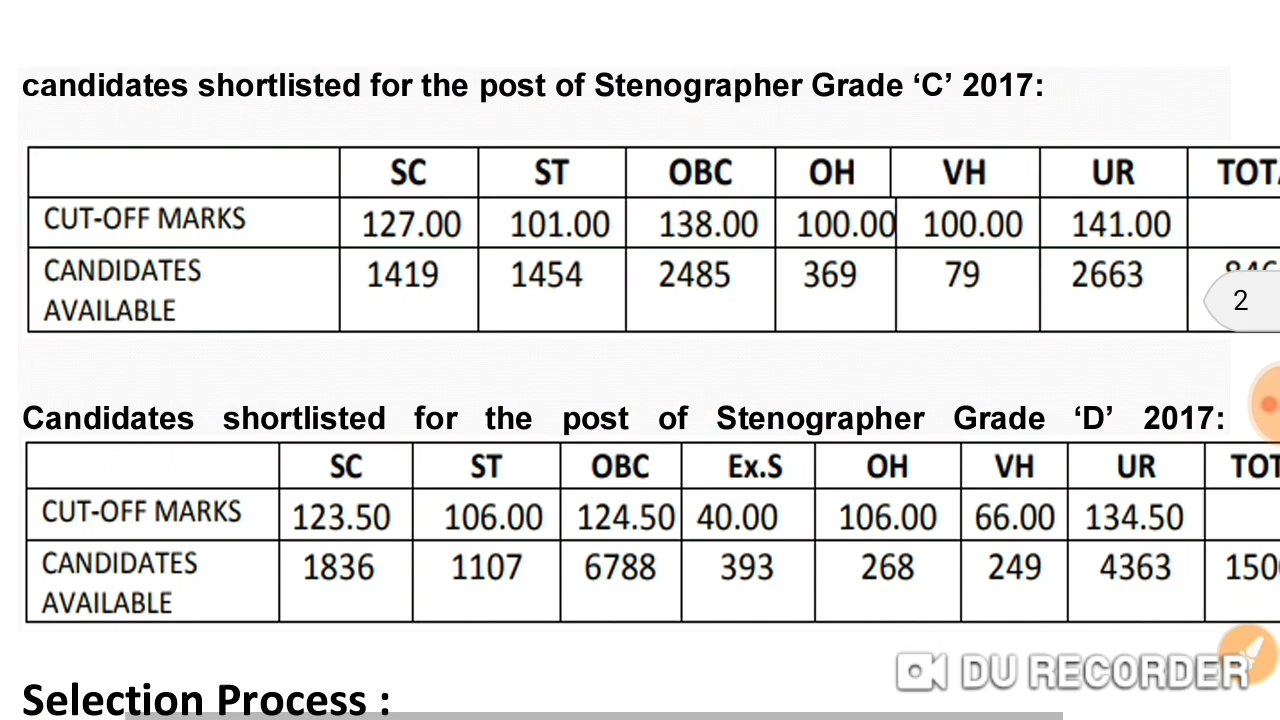 candidates shortlisted for the post of Stenographer Grade ‘C’ 2017:
SC ST OBC OH VH UR
CUT-OFF MARKS 127.00 101.00 138.00 100.00 100.00 141.00
CANDIDATES 1419 1454 2485 369 79 2663
AVAILABLE
2
Candidates shortlisted for the post of Stenographer Grade ‘D’ 2017:
SC ST OBC Ex.S OH VH UR
CUT-OFF MARKS 123.50 106.00 124.50 40.00 106.00 66.00 134.50
CANDIDATES 1836 1107 6788 393 268 249 4363
AVAILABLE
DU RECORDER
Selection Process :